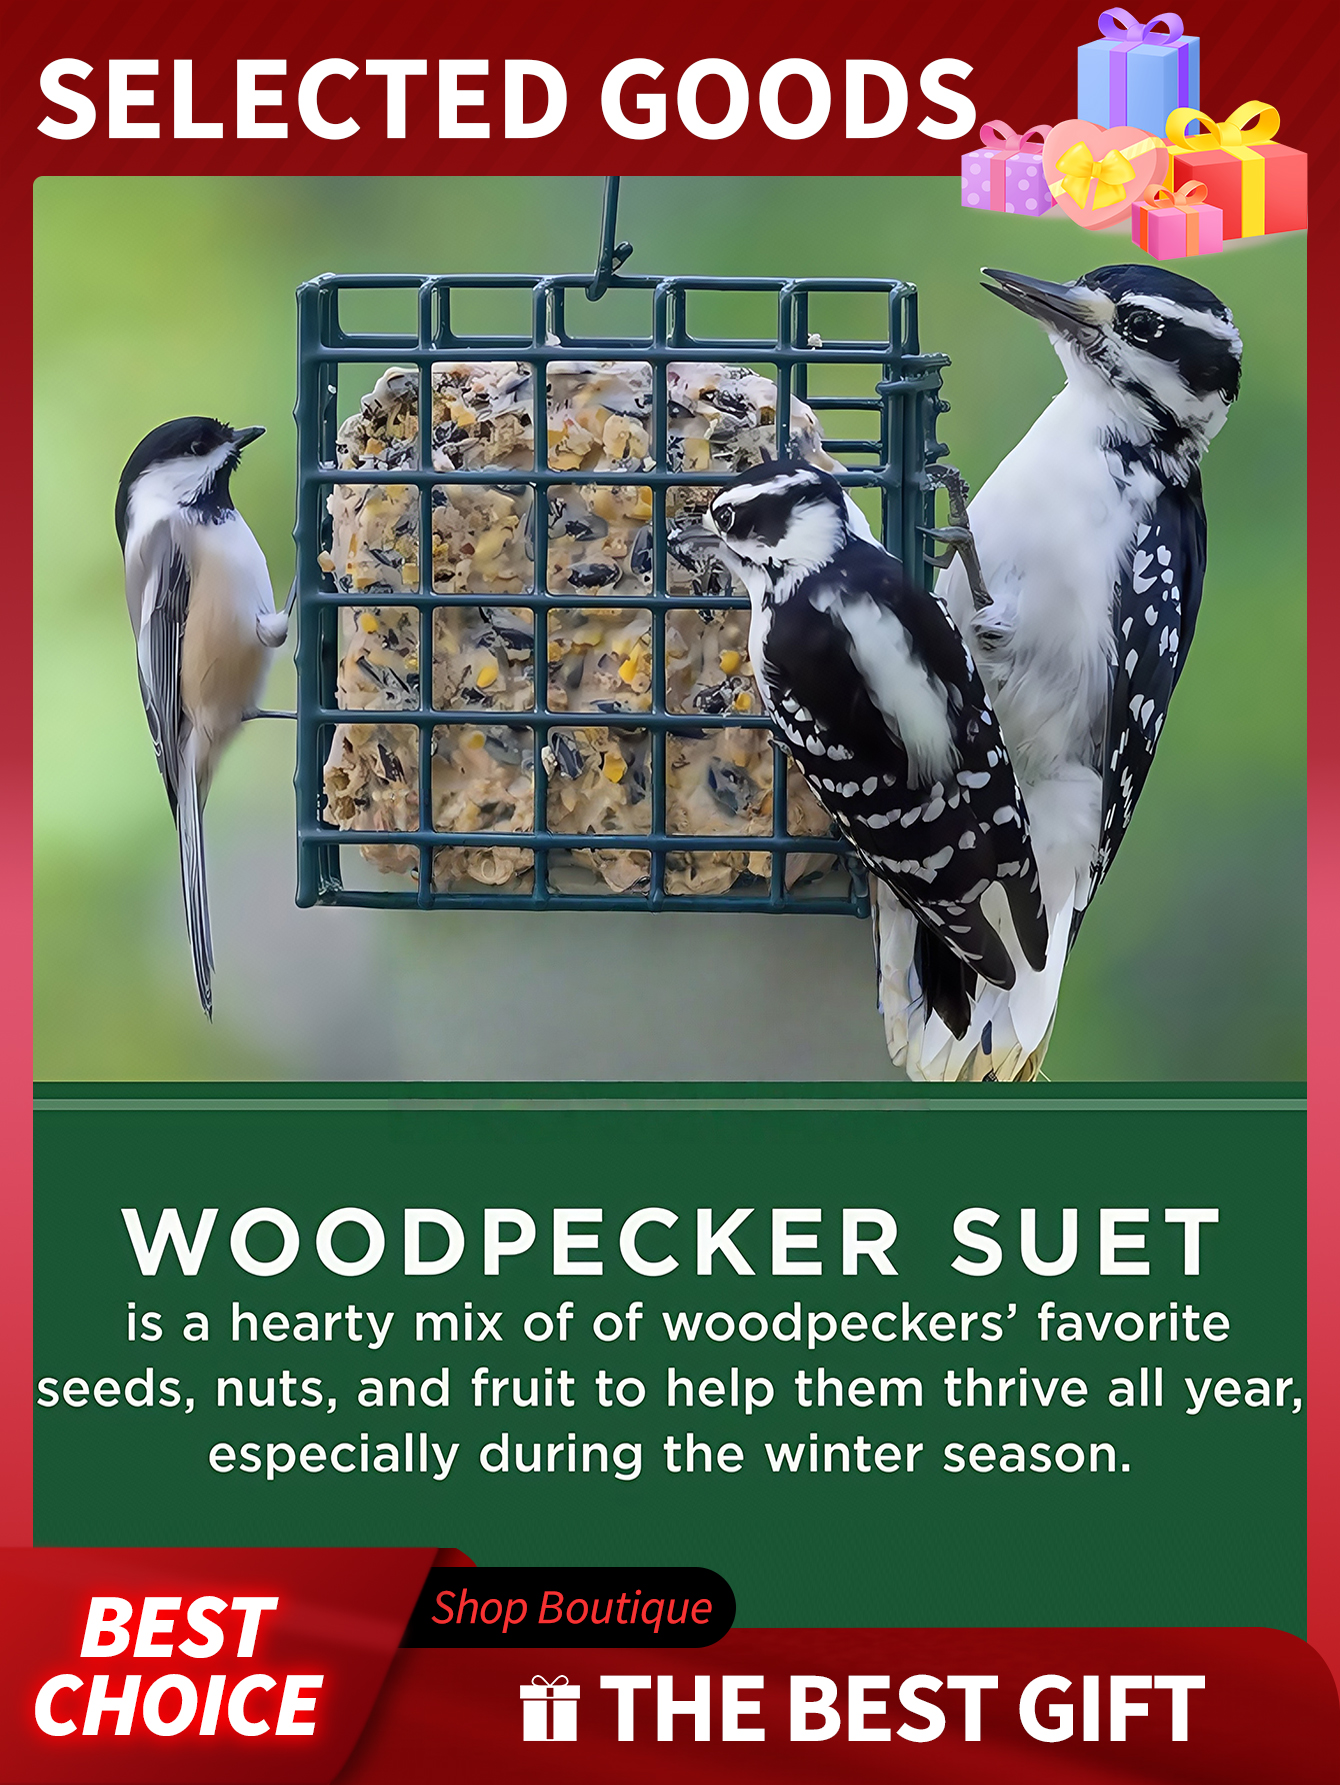 SELECTED GOODS
WOODPECKER SUET
is a hearty mix of of woodpeckers’ favorite
seeds, nuts, and fruit to help them thrive all year,
especially during the winter season.
BEST
CHOICE
Shop Boutique
THE BEST GIFT